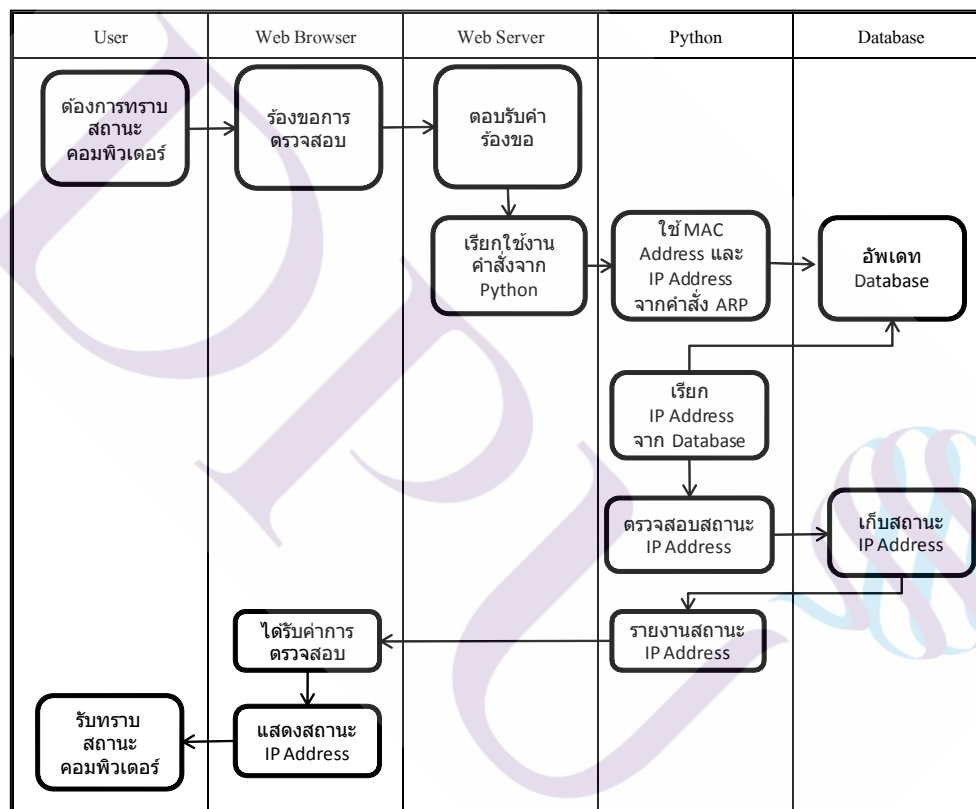 User
Web Browser
Web Server
Python
Database
ต้องการทราบ
สถานะ
คอมพิวเตอร์
ร้องขอการ
ตรวจสอบ
ตอบรับคำ
ร้องขอ
เรียกใช้งาน
คำสั่งจาก
Python
ใช้ MAC
Address และ
IP Address
จากคำสั่ง ARP
อัพเดท
Database
เรียก
IP Address
จาก Database
ตรวจสอบสถานะ
IP Address
เก็บสถานะ
IP Address
รายงานสถานะ
IP Address
ได้รับค่าการ
ตรวจสอบ
แสดงสถานะ
IP Address
รับทราบ
สถานะ
คอมพิวเตอร์
DPU